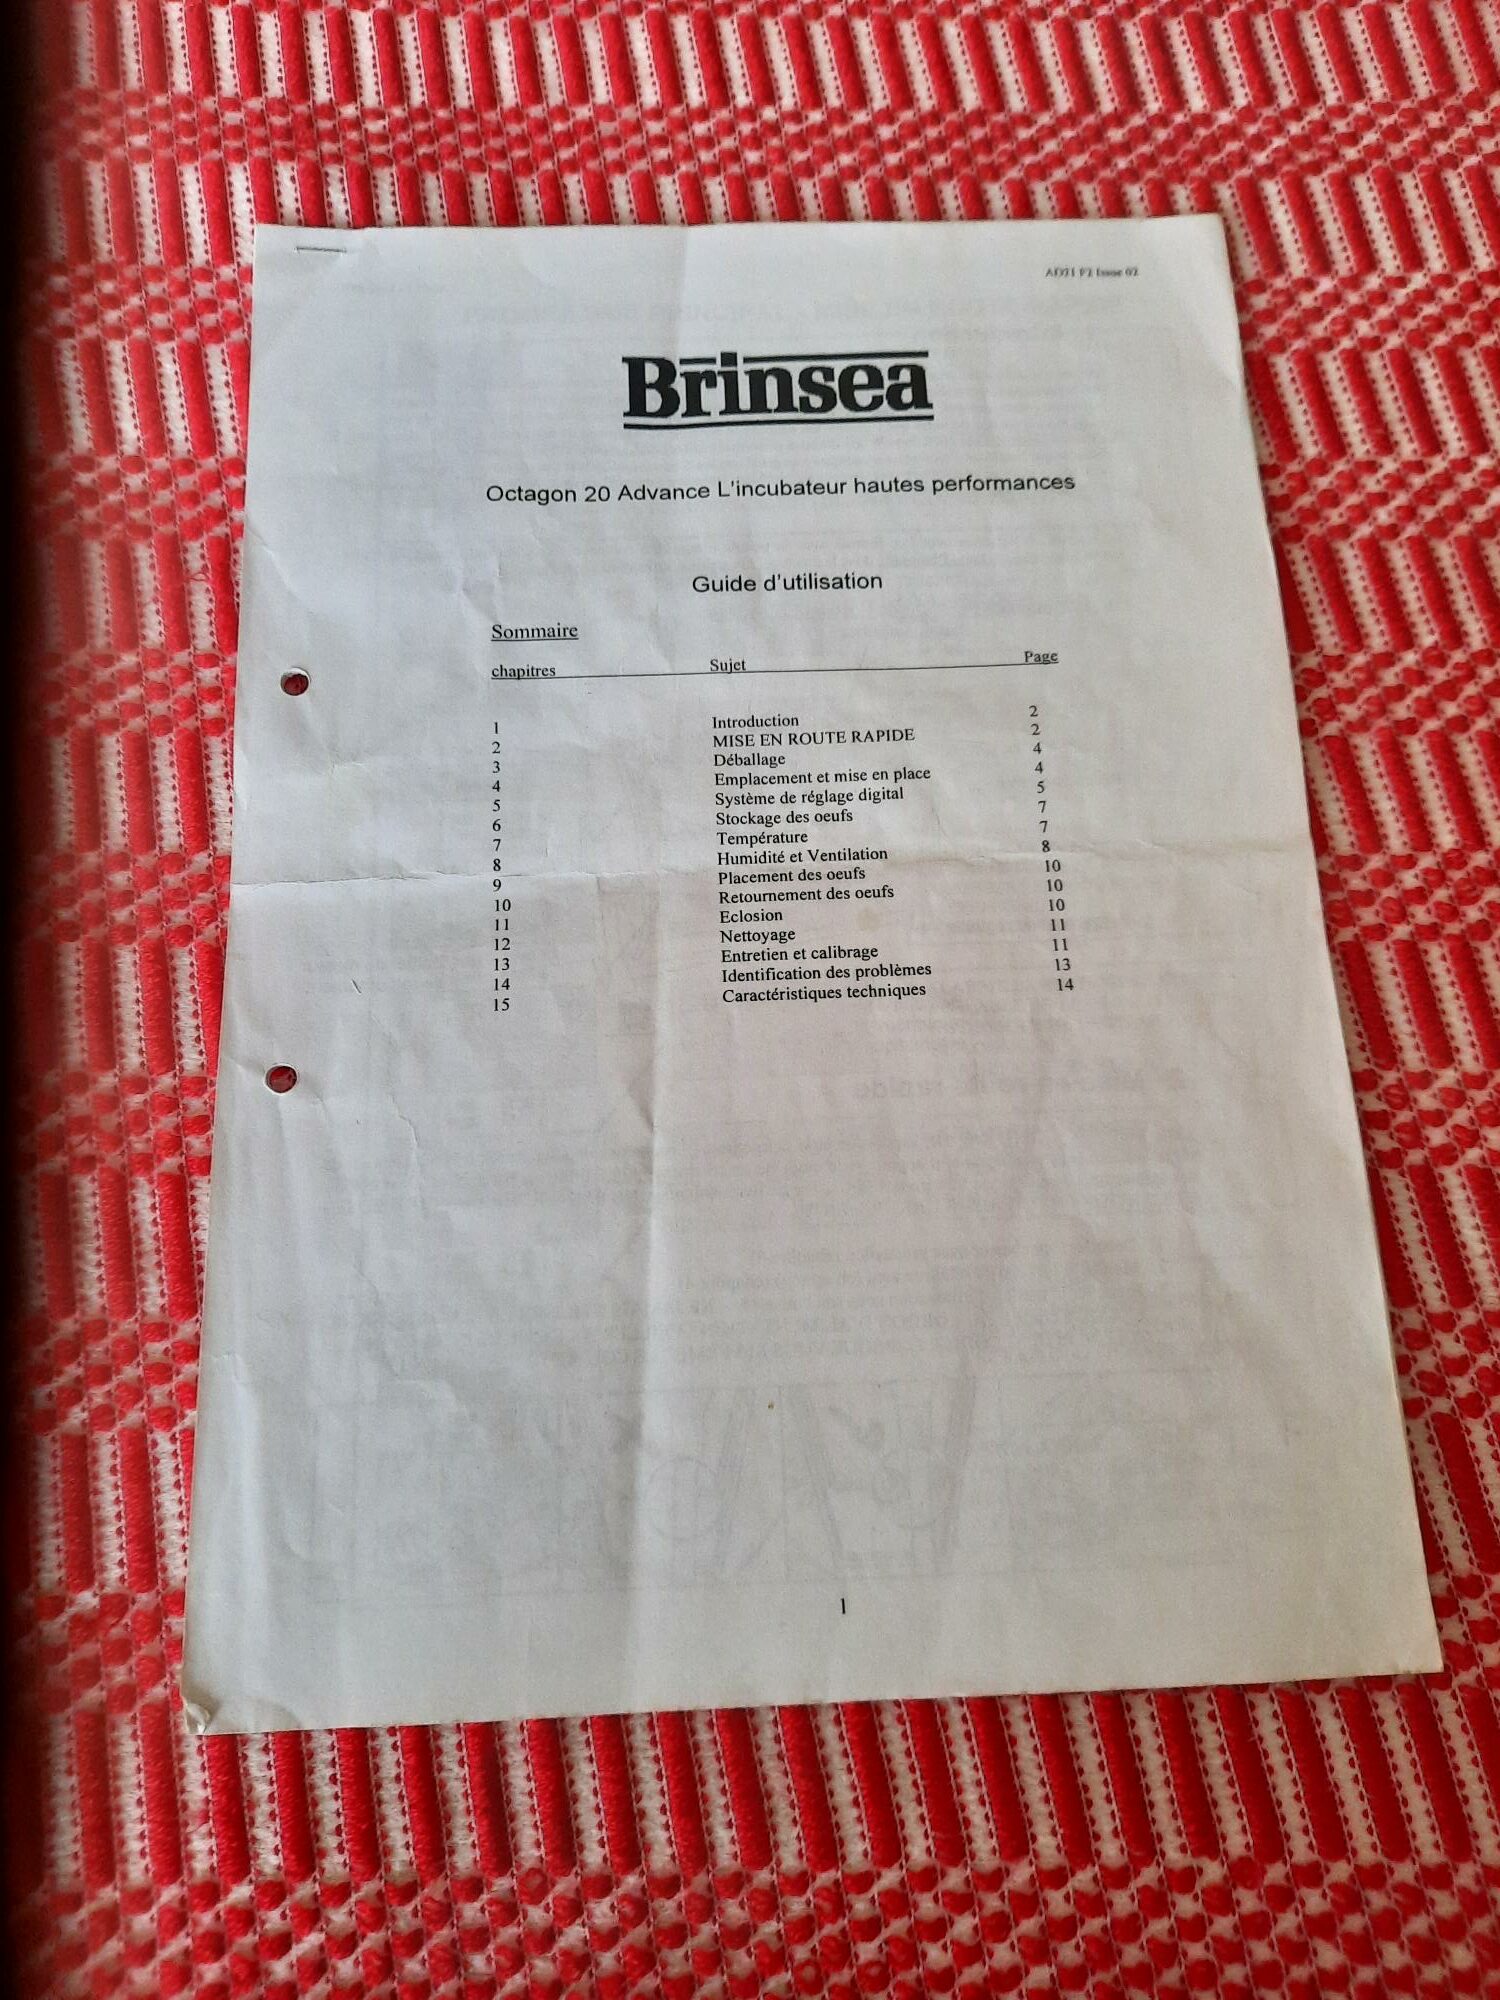 AD21 F2 Issue 02
Brinsea
Octagon 20 Advance L'incubateur hautes performances
Guide d'utilisation
Sommaire
chapitres Sujet Page
1 Introduction 2
2 MISE EN ROUTE RAPIDE 2
3 Déballage 4
4 Emplacement et mise en place 4
5 Système de réglage digital 5
6 Stockage des oeufs 7
7 Température 7
8 Humidité et Ventilation 8
9 Placement des oeufs 10
10 Retournement des oeufs 10
11 Eclosion 10
12 Nettoyage 11
13 Entretien et calibrage 11
14 Identification des problèmes 13
15 Caractéristiques techniques 14
1